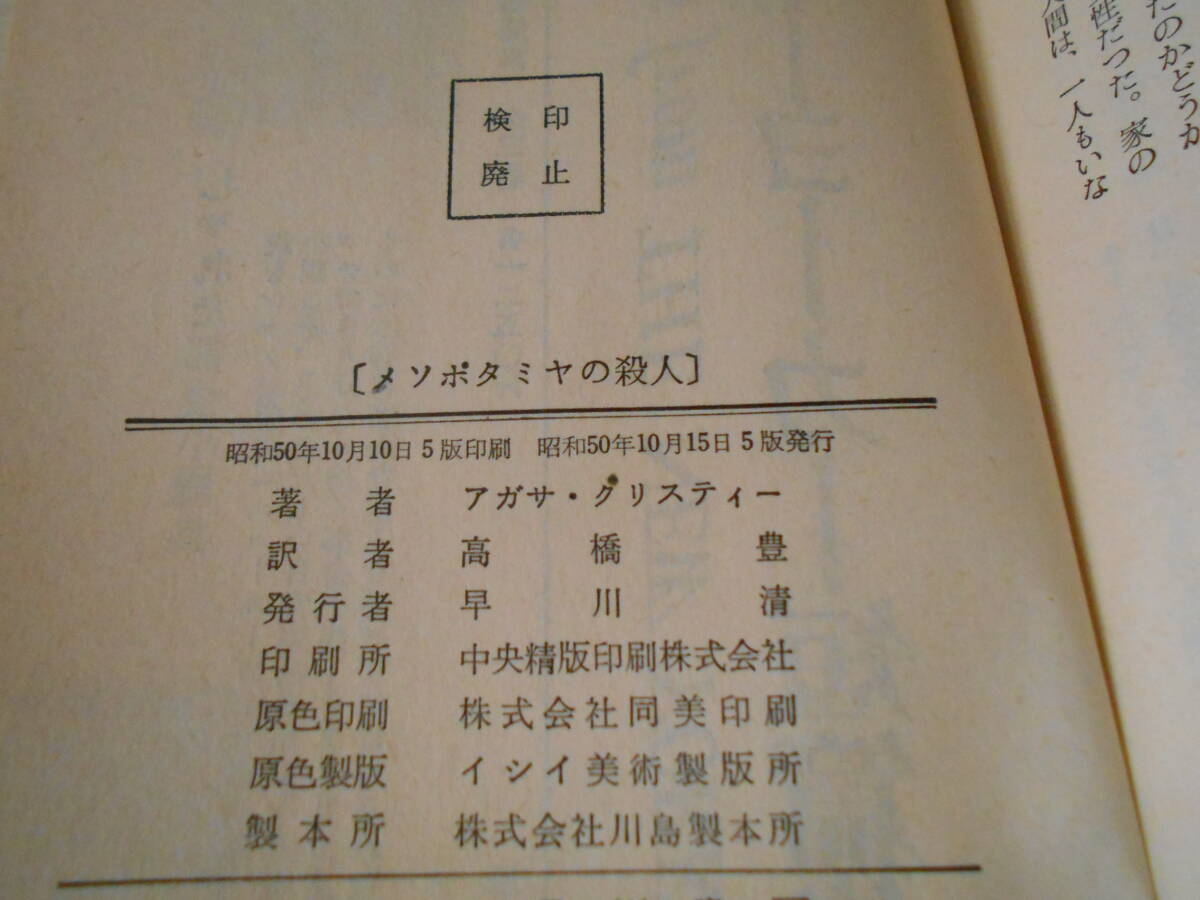 検印
廃止
〔メソポタミヤの殺人〕
昭和50年10月10日 5版印刷 昭和50年10月15日 5版発行
著者 アガサ・クリスティー
訳者 高橋豊
発行者 早川清
印刷所 中央精版印刷株式会社
原色印刷 株式会社同美印刷
原色製版 イシイ美術製版所
製本所 株式会社川島製本所
たのかどうか
性だつた。家の
人間は、一人もいな